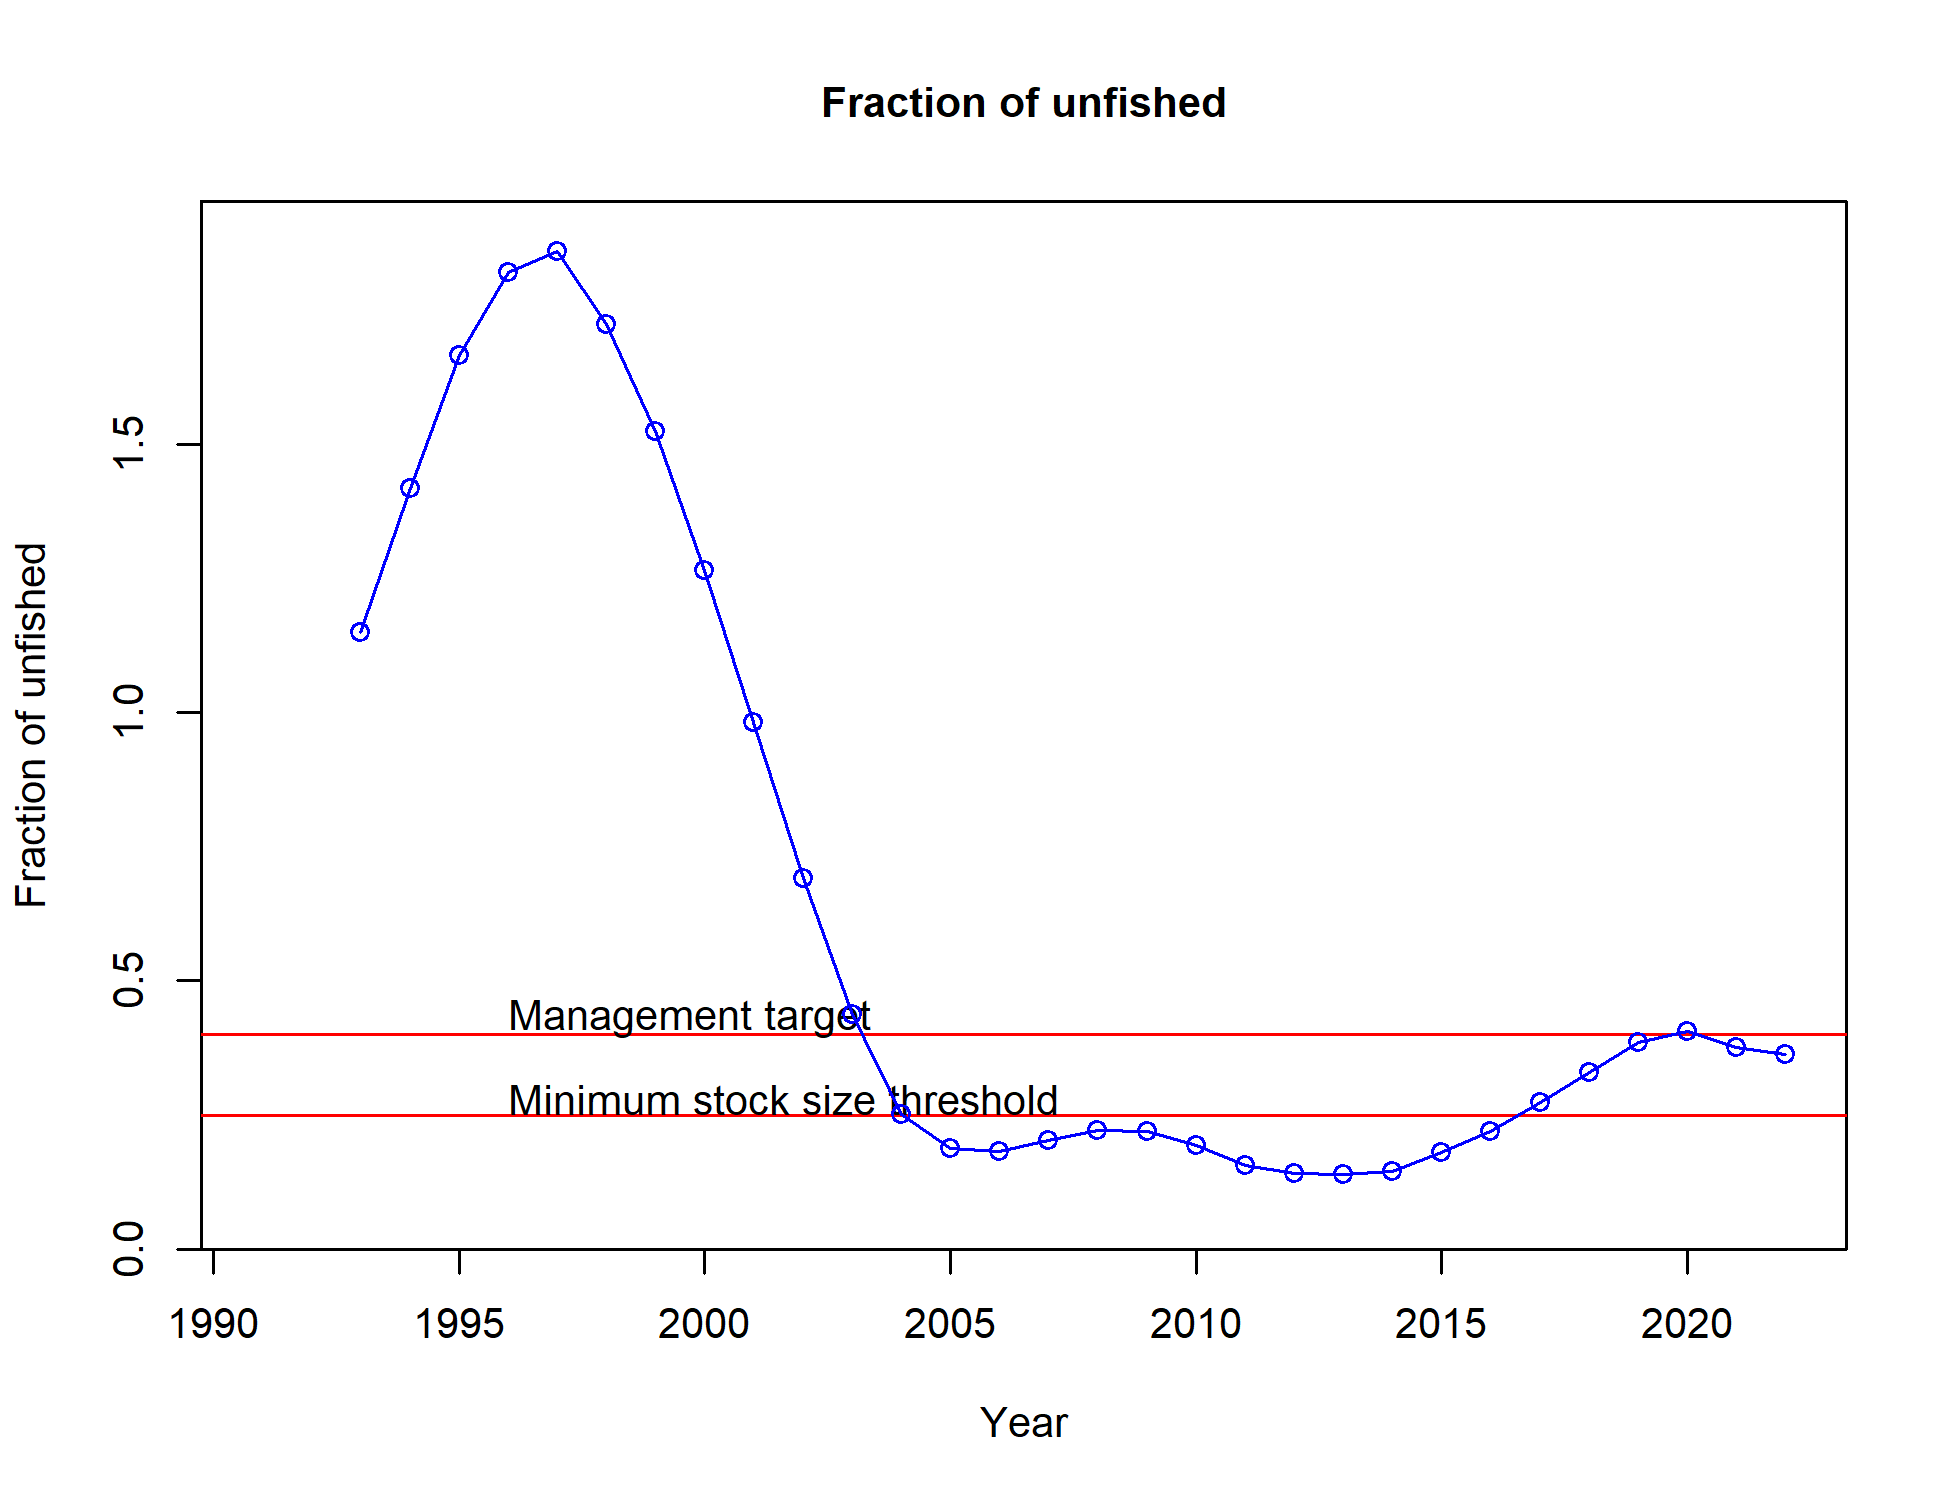 Fraction of unfished
Fraction of unfished
1.5
1.0
0.5
0.0
Management target
Minimum stock size threshold
1990 1995 2000 2005 2010 2015 2020
Year